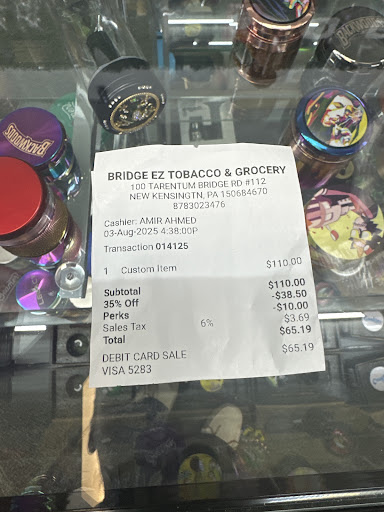 BACKWOODS
BRIDGE EZ TOBACCO & GROCERY
100 TARENTUM BRIDGE RD #112
NEW KENSINGTN, PA 150684670
8783023476
Cashier: AMIR AHMED
03-Aug-2025 4:38:00P
Transaction 014125
1 Custom Item $110.00
Subtotal $110.00
35% Off -$38.50
Perks -$10.00
Sales Tax 6% $3.69
Total $65.19
DEBIT CARD SALE $65.19
VISA 5283